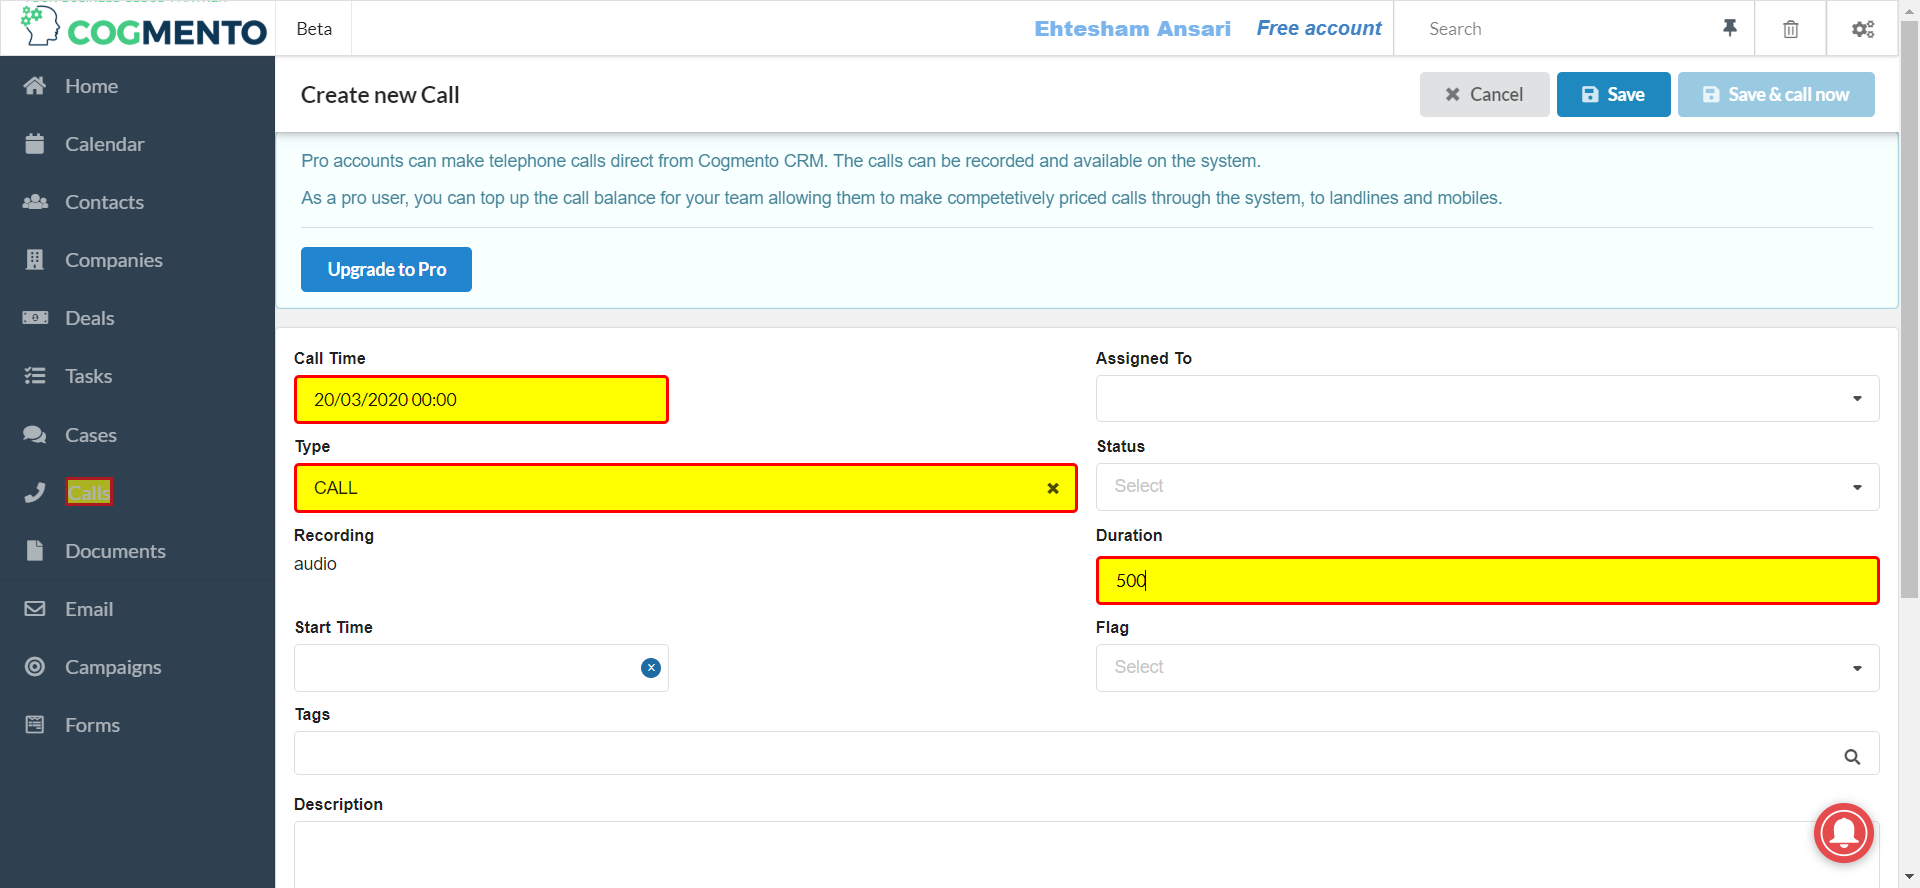 COGMENTO
Beta
Ehtesham Ansari
Free account
Search
Home
Calendar
Contacts
Companies
Deals
Tasks
Cases
Calls
Documents
Email
Campaigns
Forms
Create new Call
Cancel
Save
Save & call now
Pro accounts can make telephone calls direct from Cogmento CRM. The calls can be recorded and available on the system.
As a pro user, you can top up the call balance for your team allowing them to make competetively priced calls through the system, to landlines and mobiles.
Upgrade to Pro
Call Time
20/03/2020 00:00
Assigned To
Type
CALL
Status
Select
Recording
audio
Duration
500
Start Time
Flag
Select
Tags
Description